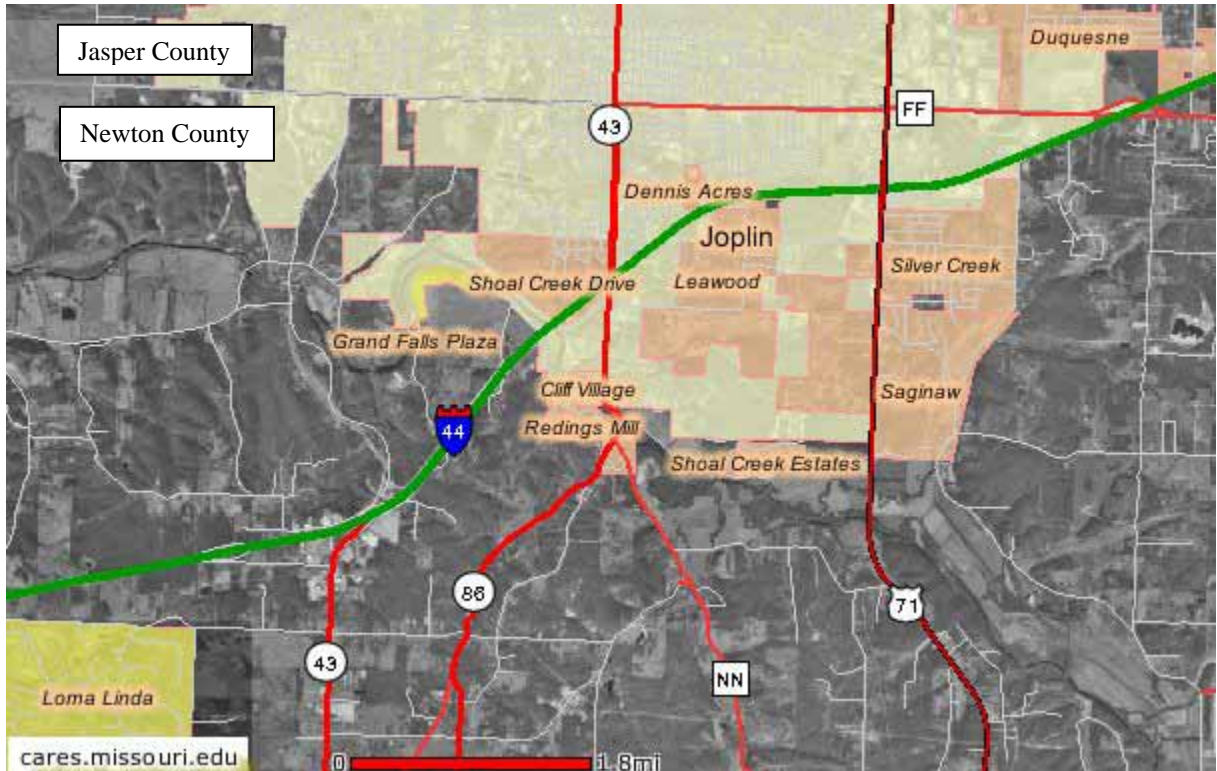 Jasper County
Duquesne
Newton County
FF
43
Dennis Acres
Joplin
Silver Creek
Shoal Creek Drive
Leawood
Grand Falls Plaza
Cliff Village
Saginaw
44
Redings Mill
Shoal Creek Estates
86
71
43
NN
Loma Linda
cares.missouri.edu
0 1.8mi